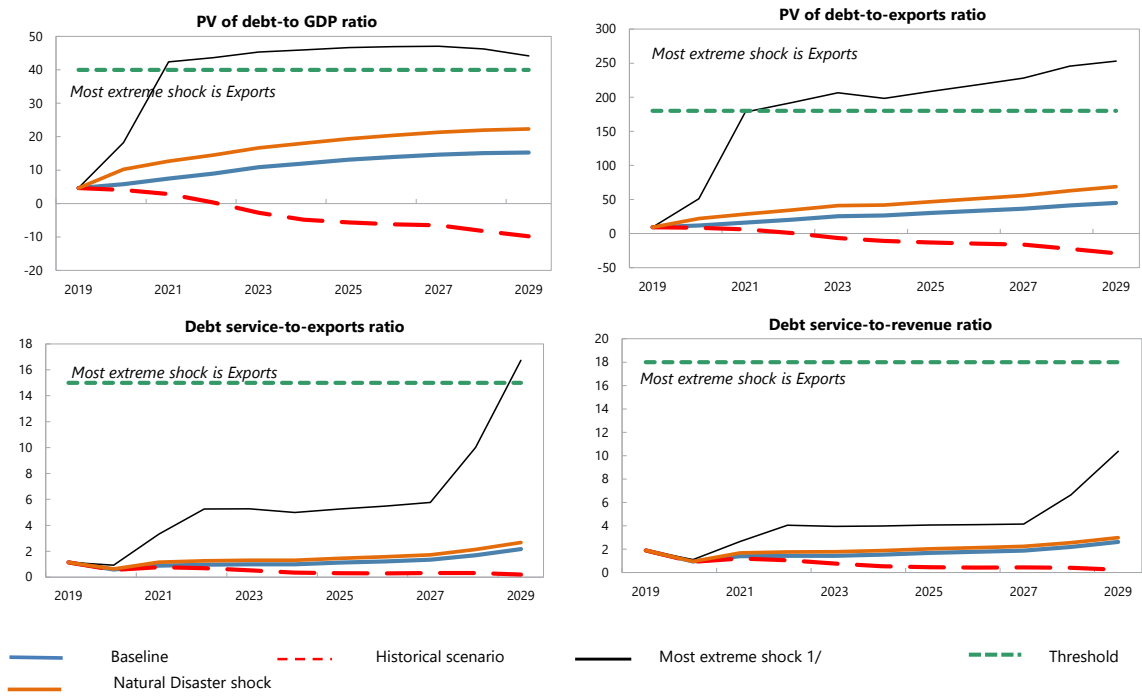 PV of debt-to GDP ratio
50
40
30
20
10
0
-10
-20
Most extreme shock is Exports
2019 2021 2023 2025 2027 2029
PV of debt-to-exports ratio
300
250
200
150
100
50
0
-50
Most extreme shock is Exports
2019 2021 2023 2025 2027 2029
Debt service-to-exports ratio
18
16
14
12
10
8
6
4
2
0
Most extreme shock is Exports
2019 2021 2023 2025 2027 2029
Debt service-to-revenue ratio
20
18
16
14
12
10
8
6
4
2
0
Most extreme shock is Exports
2019 2021 2023 2025 2027 2029
Baseline Historical scenario Most extreme shock 1/ Threshold
Natural Disaster shock